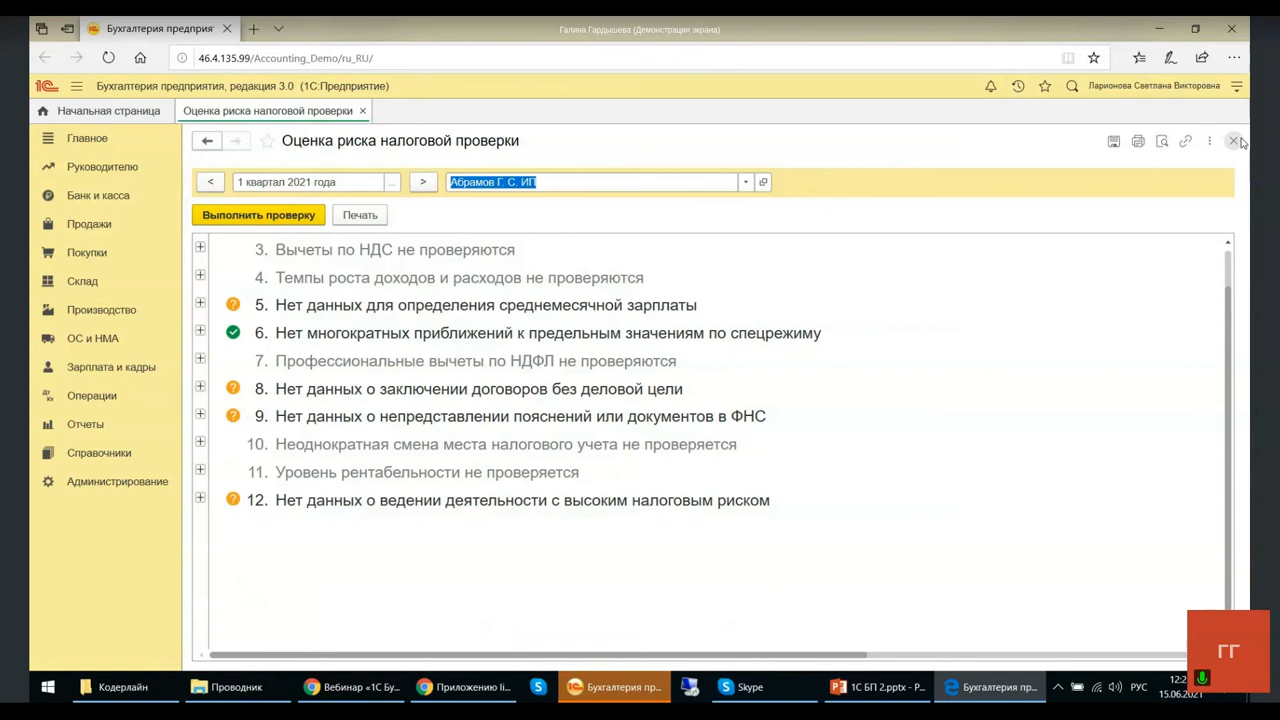 Бухгалтерия предприя
Галина Гардышева (Демонстрация экрана)
46.4.135.99/Accounting_Demo/ru_RU/
1С Бухгалтерия предприятия, редакция 3.0 (1С:Предприятие)
Ларионова Светлана Викторовна
Начальная страница
Оценка риска налоговой проверки
Главное
Руководителю
Банк и касса
Продажи
Покупки
Склад
Производство
ОС и НМА
Зарплата и кадры
Дт Кт Операции
Отчеты
Справочники
Администрирование
Оценка риска налоговой проверки
< 1 квартал 2021 года ... > Абрамов Г. С. ИП
Выполнить проверку Печать
3. Вычеты по НДС не проверяются
4. Темпы роста доходов и расходов не проверяются
5. Нет данных для определения среднемесячной зарплаты
6. Нет многократных приближений к предельным значениям по спецрежиму
7. Профессиональные вычеты по НДФЛ не проверяются
8. Нет данных о заключении договоров без деловой цели
9. Нет данных о непредставлении пояснений или документов в ФНС
10. Неоднократная смена места налогового учета не проверяется
11. Уровень рентабельности не проверяется
12. Нет данных о ведении деятельности с высоким налоговым риском
ГГ
Кодерлайн
Проводник
Вебинар «1С Бу...
Приложению li...
Бухгалтерия пр...
Skype
1С БП 2.pptx - P...
Бухгалтерия пр...
РУС
12:2
15.06.2021